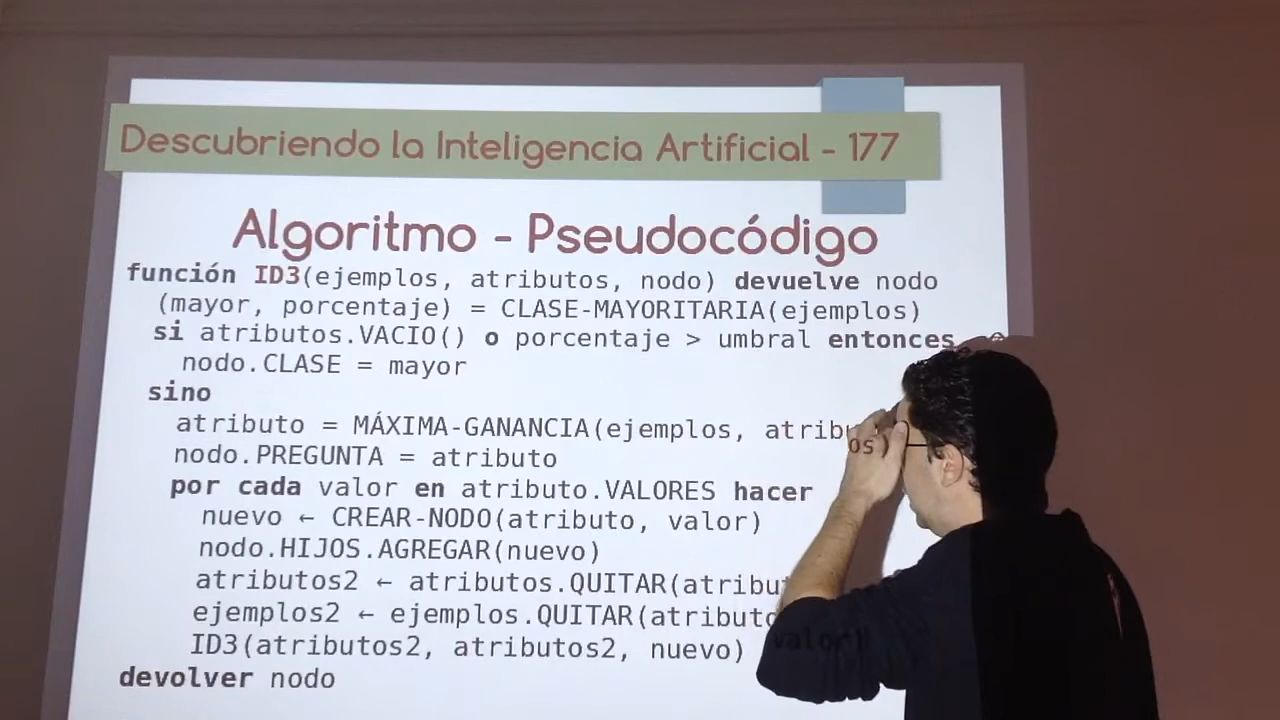 Descubriendo la Inteligencia Artificial - 177
Algoritmo - Pseudocódigo
función ID3(ejemplos, atributos, nodo) devuelve nodo
(mayor, porcentaje) = CLASE-MAYORITARIA(ejemplos)
si atributos.VACIO() o porcentaje > umbral entonces
nodo.CLASE = mayor
sino
atributo = MÁXIMA-GANANCIA(ejemplos, atributos)
nodo.PREGUNTA = atributo
por cada valor en atributo.VALORES hacer
nuevo ← CREAR-NODO(atributo, valor)
nodo.HIJOS.AGREGAR(nuevo)
atributos2 ← atributos.QUITAR(
ejemplos2 ← ejemplos.QUITAR( valor)
ID3(atributos2, atributos2, nuevo)
devolver nodo